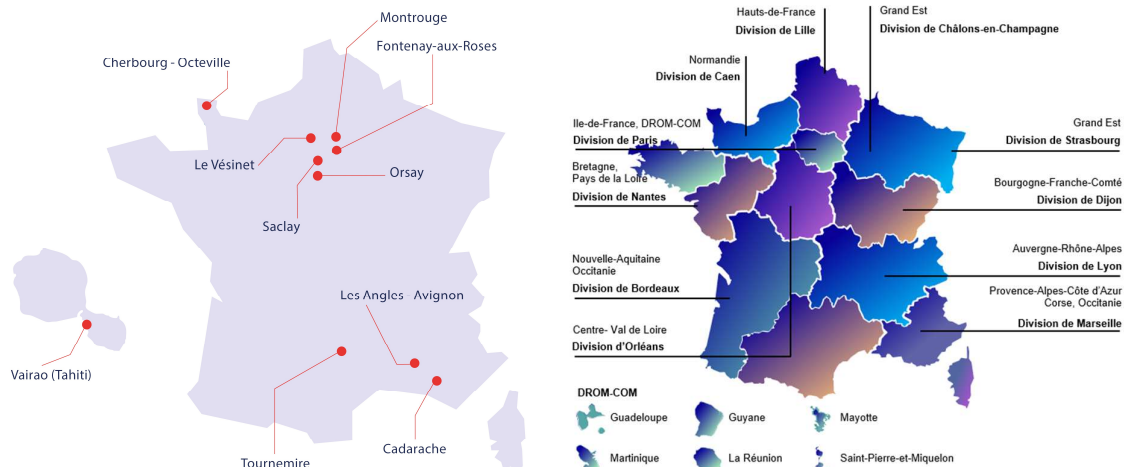 Montrouge
Fontenay-aux-Roses
Cherbourg - Octeville
Le Vésinet
Orsay
Saclay
Les Angles - Avignon
Vairao (Tahiti)
Cadarache
Tournemire
Hauts-de-France
Division de Lille
Grand Est
Division de Châlons-en-Champagne
Normandie
Division de Caen
Ile-de-France, DROM-COM
Division de Paris
Grand Est
Division de Strasbourg
Bretagne,
Pays de la Loire
Division de Nantes
Bourgogne-Franche-Comté
Division de Dijon
Nouvelle-Aquitaine
Occitanie
Division de Bordeaux
Auvergne-Rhône-Alpes
Division de Lyon
Provence-Alpes-Côte d'Azur
Corse, Occitanie
Division de Marseille
Centre- Val de Loire
Division d'Orléans
DROM-COM
Guadeloupe
Guyane
Mayotte
Martinique
La Réunion
Saint-Pierre-et-Miquelon